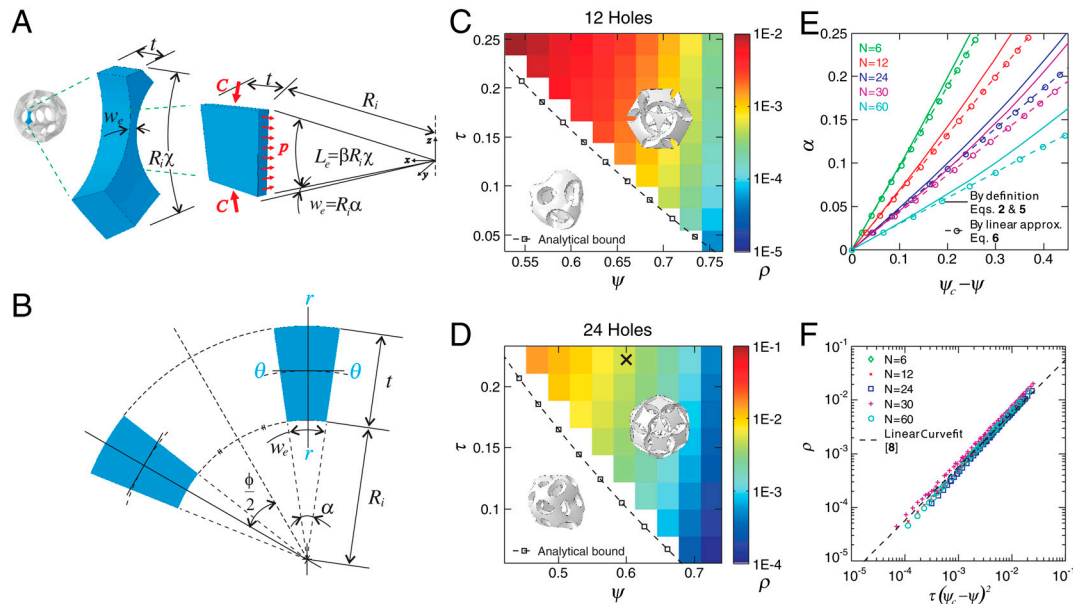 A
t
w_e
R_iχ
C
t
R_i
p
L_e=βR_iχ
w_e=R_iα
C
z
x
y
B
r
θ
θ
t
w_e
r
ϕ/2
α
R_i
C
12 Holes
0.25
0.2
0.15
0.1
0.05
τ
0.55
0.6
0.65
0.7
0.75
ψ
Analytical bound
1E-2
1E-3
1E-4
1E-5
ρ
D
24 Holes
0.2
0.15
0.1
τ
0.5
0.6
0.7
ψ
Analytical bound
1E-1
1E-2
1E-3
1E-4
ρ
E
0.25
0.2
0.15
0.1
0.05
0
α
N=6
N=12
N=24
N=30
N=60
By definition
Eqs. 2 & 5
By linear approx.
Eq. 6
0
0.1
0.2
0.3
0.4
ψ_c−ψ
F
10^-1
10^-2
10^-3
10^-4
10^-5
ρ
N=6
N=12
N=24
N=30
N=60
Linear Curvefit
[8]
10^-5
10^-4
10^-3
10^-2
10^-1
τ(ψ_c−ψ)^2